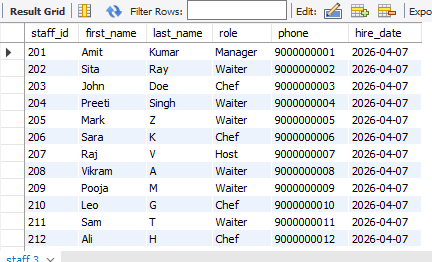 Result Grid Filter Rows: Edit: Expo
staff_id first_name last_name role phone hire_date
201 Amit Kumar Manager 9000000001 2026-04-07
202 Sita Ray Waiter 9000000002 2026-04-07
203 John Doe Chef 9000000003 2026-04-07
204 Preeti Singh Waiter 9000000004 2026-04-07
205 Mark Z Waiter 9000000005 2026-04-07
206 Sara K Chef 9000000006 2026-04-07
207 Raj V Host 9000000007 2026-04-07
208 Vikram A Waiter 9000000008 2026-04-07
209 Pooja M Waiter 9000000009 2026-04-07
210 Leo G Chef 9000000010 2026-04-07
211 Sam T Waiter 9000000011 2026-04-07
212 Ali H Chef 9000000012 2026-04-07
staff 3